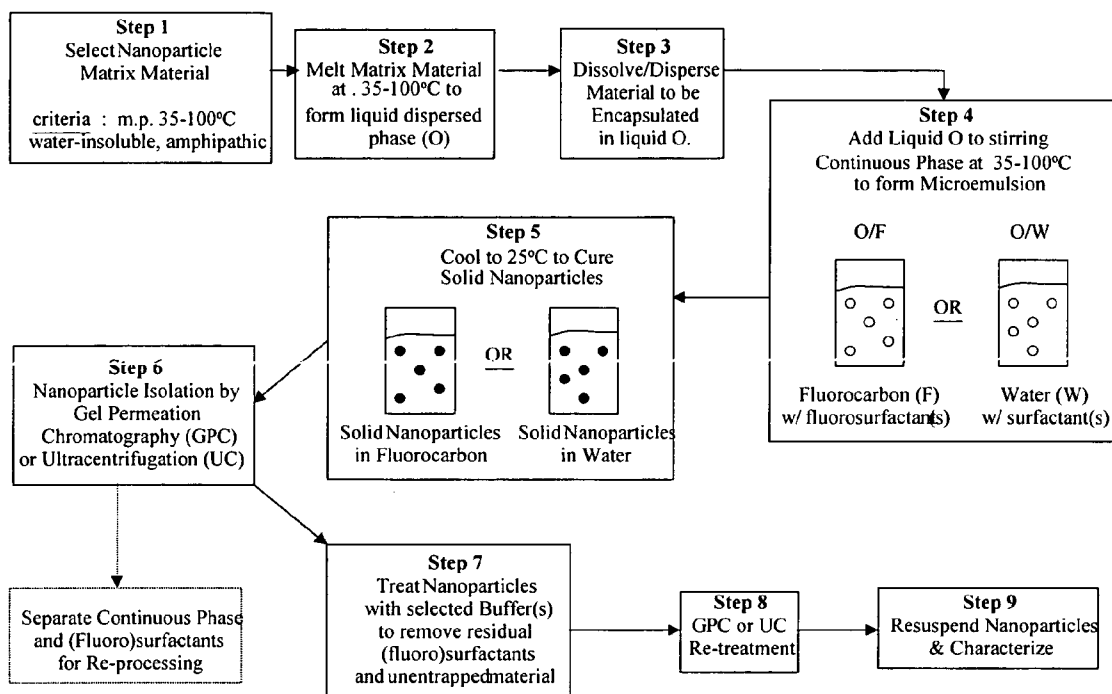 Step 1
Select Nanoparticle
Matrix Material
criteria : m.p. 35-100ºC
water-insoluble, amphipathic
Step 2
Melt Matrix Material
at . 35-100ºC to
form liquid dispersed
phase (O)
Step 3
Dissolve/Disperse
Material to be
Encapsulated
in liquid O.
Step 4
Add Liquid O to stirring
Continuous Phase at 35-100ºC
to form Microemulsion
O/F
O/W
OR
Fluorocarbon (F)
w/ fluorosurfactant(s)
Water (W)
w/ surfactant(s)
Step 5
Cool to 25ºC to Cure
Solid Nanoparticles
OR
Solid Nanoparticles
in Fluorocarbon
Solid Nanoparticles
in Water
Step 6
Nanoparticle Isolation by
Gel Permeation
Chromatography (GPC)
or Ultracentrifugation (UC)
Separate Continuous Phase
and (Fluoro)surfactants
for Re-processing
Step 7
Treat Nanoparticles
with selected Buffer(s)
to remove residual
(fluoro)surfactants
and unentrapped material
Step 8
GPC or UC
Re-treatment
Step 9
Resuspend Nanoparticles
& Characterize